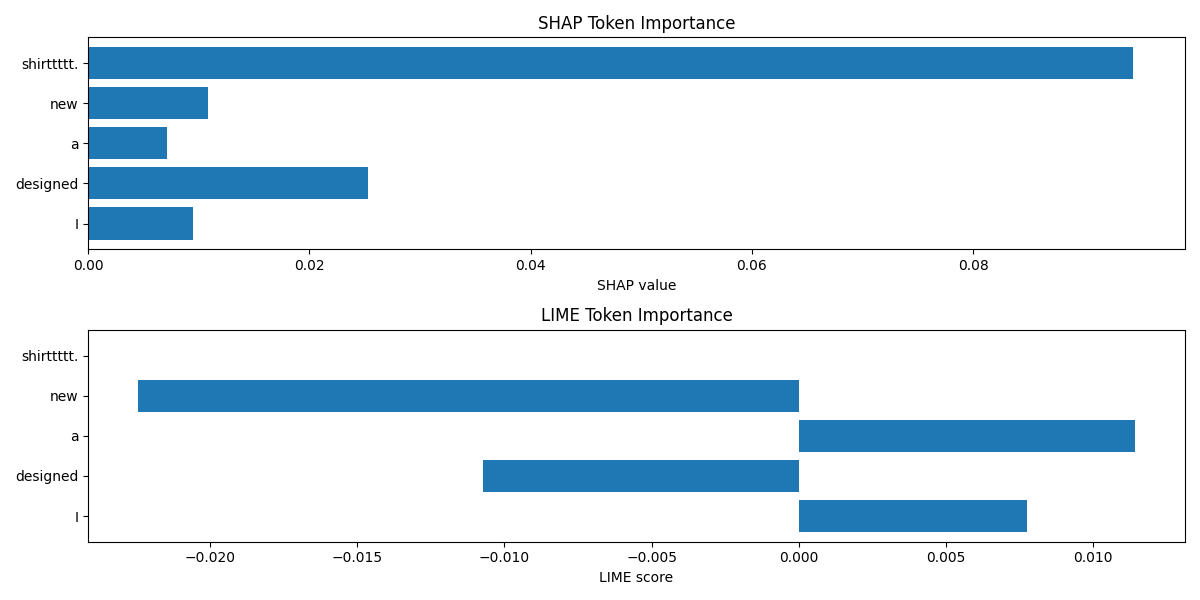 SHAP Token Importance
shirttttt.
new
a
designed
I
0.00 0.02 0.04 0.06 0.08
SHAP value
LIME Token Importance
shirttttt.
new
a
designed
I
−0.020 −0.015 −0.010 −0.005 0.000 0.005 0.010
LIME score